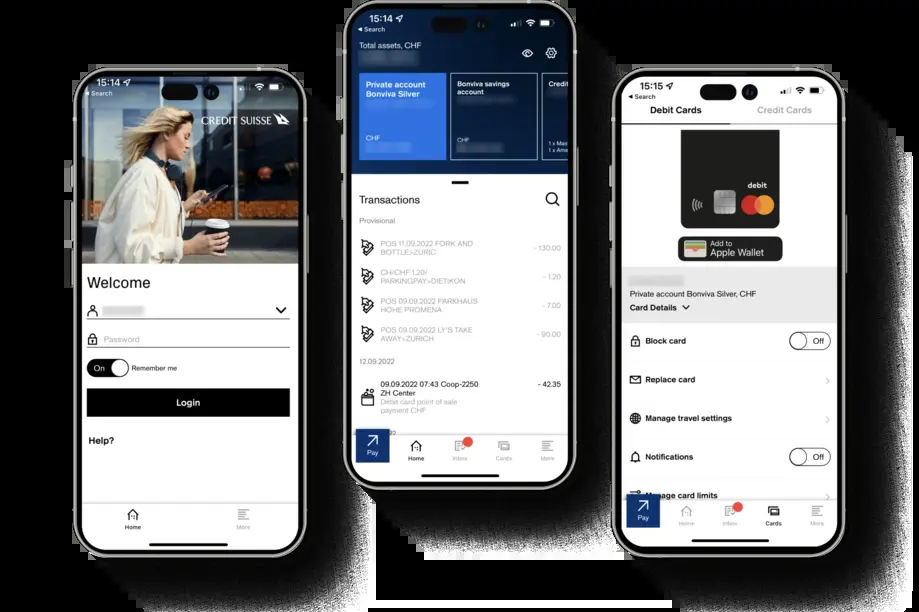 15:14
Search
CREDIT SUISSE
Welcome
Password
On
Remember me
Login
Help?
Home
More
15:14
Search
Total assets, CHF
Private account
Bonviva Silver
CHF
Bonviva savings
account
CHF
Credit
1 x Mas
1 x Ame
Transactions
Provisional
POS 11.09.2022 FORK AND
BOTTLE>ZURIC
- 130.00
CH/CHF 1.20/
PARKINGPAY>DIETIKON
- 1.20
POS 09.09.2022 PARKHAUS
HOHE PROMENA
- 7.00
POS 09.09.2022 LY'S TAKE
AWAY>ZURICH
- 90.00
12.09.2022
09.09.2022 07:43 Coop-2250
ZH Center
- 42.35
Debit card point of sale
payment CHF
Pay
Home
Inbox
Cards
More
15:15
Search
Debit Cards
Credit Cards
debit
Add to
Apple Wallet
Private account Bonviva Silver, CHF
Card Details
Block card
Off
Replace card
Manage travel settings
Notifications
Off
Manage card limits
Pay
Home
Inbox
Cards
More